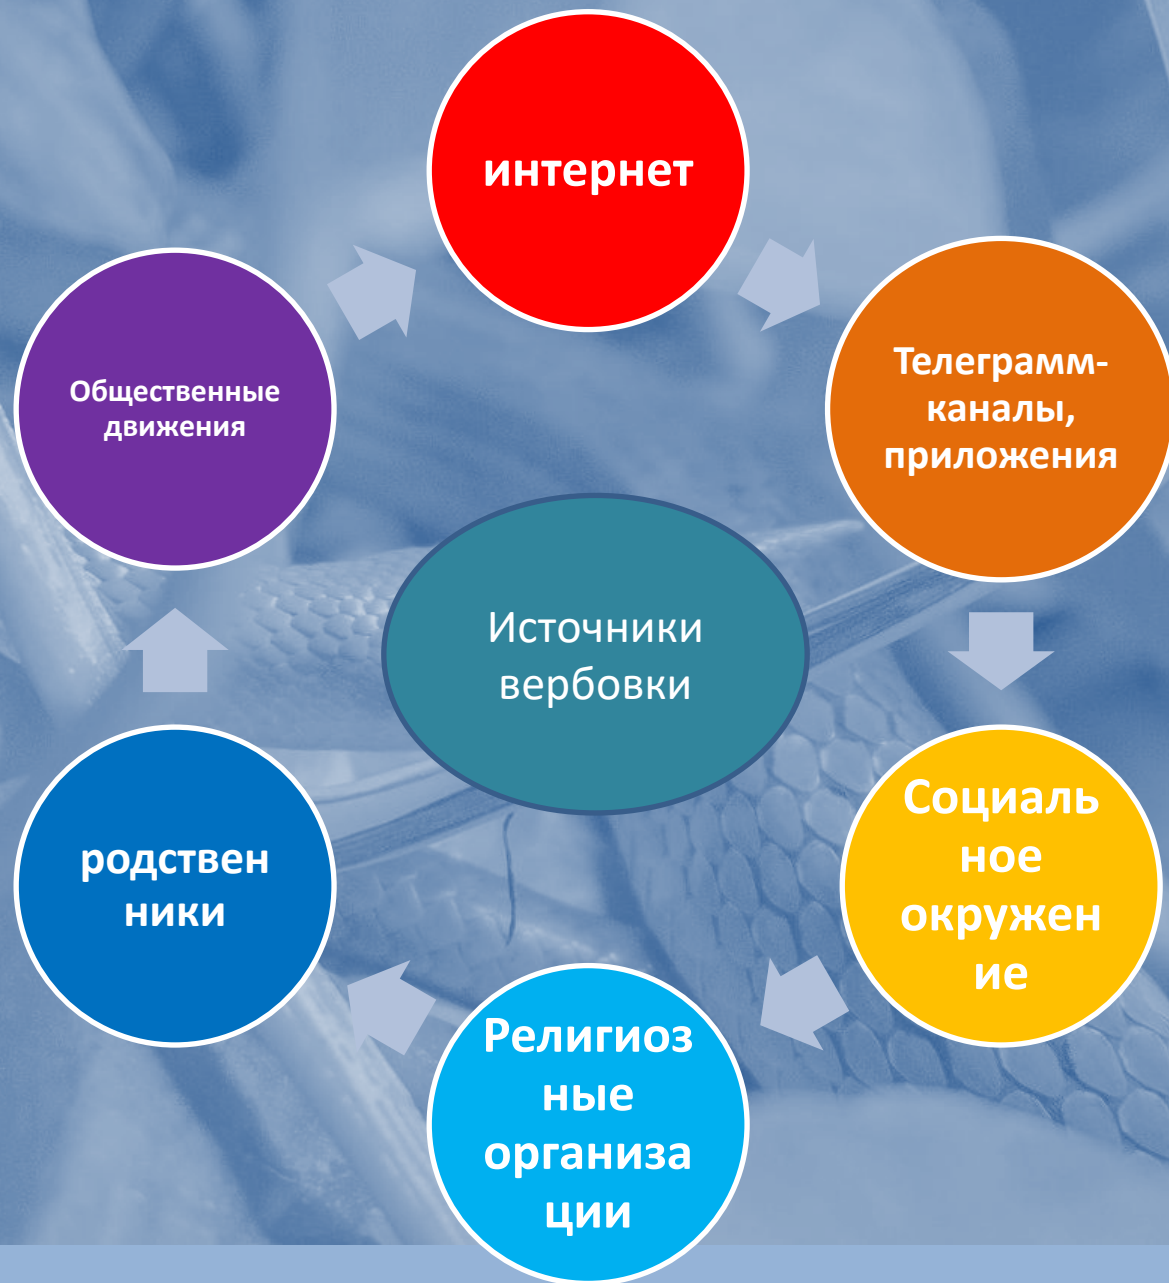 интернет
Телеграмм-
каналы,
приложения
Социаль
ное
окружен
ие
Религиоз
ные
организа
ции
родствен
ники
Общественные
движения
Источники
вербовки